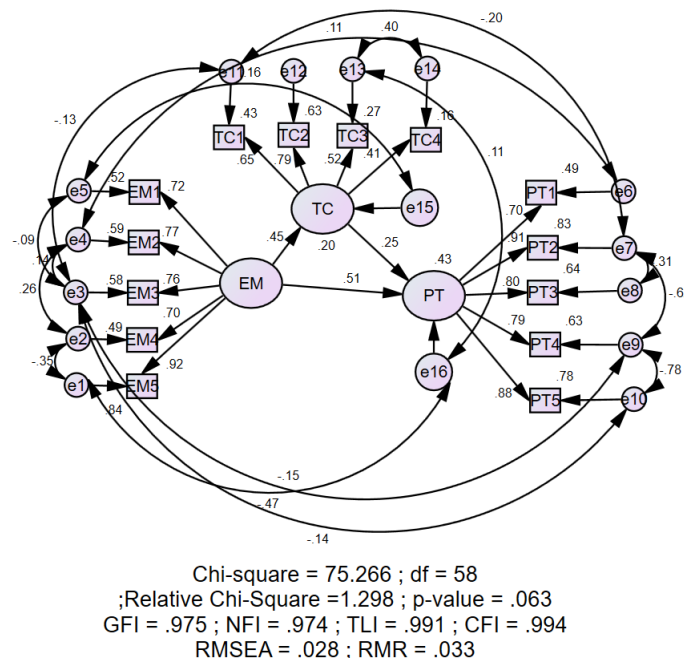 -.20
.11
.40
e11
.16
e12
e13
e14
-.13
.43
.63
.27
.16
TC1
TC2
TC3
TC4
.11
.65
.79
.52
.41
.49
e5
.52
EM1
.72
TC
e15
PT1
e6
.70
-.09
e4
.59
EM2
.77
.45
.20
.25
.43
.91
PT2
.83
e7
.14
.26
e3
.58
EM3
.76
EM
.51
PT
.80
PT3
.64
e8
.31
-.6
.70
e2
.49
EM4
.79
PT4
.63
e9
-.35
.92
e1
EM5
e16
.88
.78
-.78
PT5
e10
.84
-.15
-.47
-.14
Chi-square = 75.266 ; df = 58
;Relative Chi-Square =1.298 ; p-value = .063
GFI = .975 ; NFI = .974 ; TLI = .991 ; CFI = .994
RMSEA = .028 ; RMR = .033